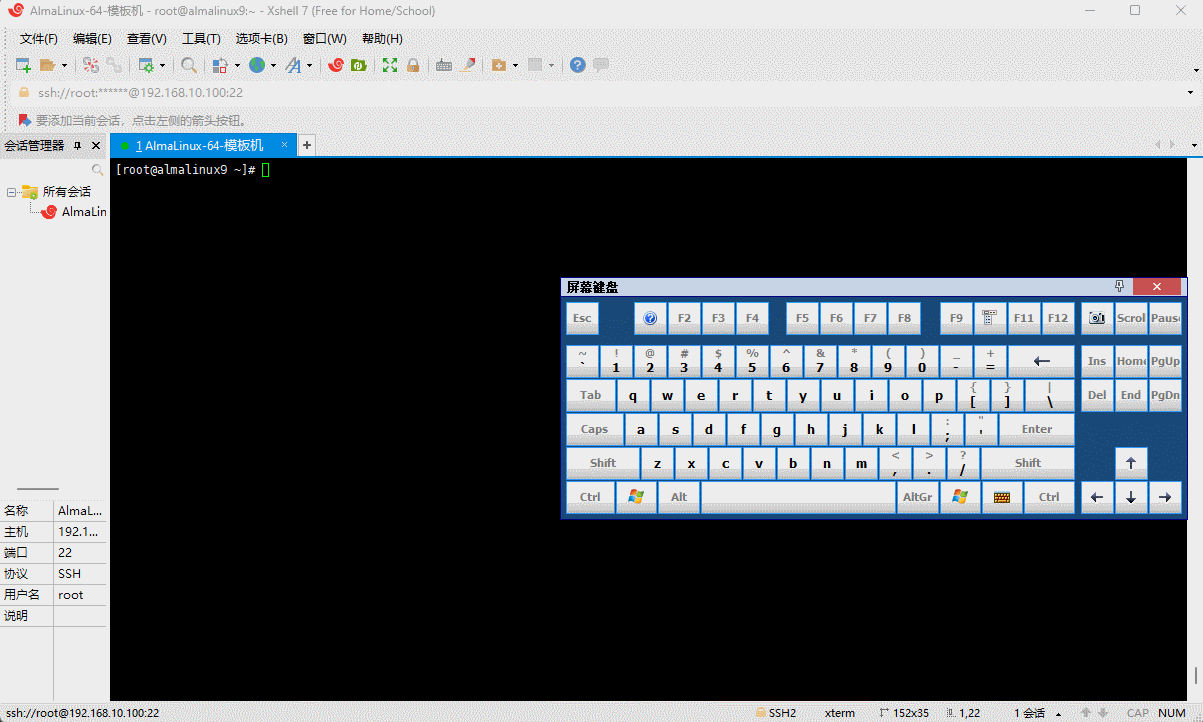 AlmaLinux-64-模板机 - root@almalinux9:~ - Xshell 7 (Free for Home/School)
文件(F) 编辑(E) 查看(V) 工具(T) 选项卡(B) 窗口(W) 帮助(H)
ssh://root:******@192.168.10.100:22
要添加当前会话，点击左侧的箭头按钮。
会话管理器
1 AlmaLinux-64-模板机
[root@almalinux9 ~]#
所有会话
AlmaLin
屏幕键盘
Esc F2 F3 F4 F5 F6 F7 F8 F9 F11 F12 Scrol Paus
~ ! @ # $ % ^ & * ( ) _ +
` 1 2 3 4 5 6 7 8 9 0 - = ← Ins Home PgUp
{ } |
Tab q w e r t y u i o p [ ] \ Del End PgDn
: "
Caps a s d f g h j k l ; ' Enter
< > ?
Shift z x c v b n m , . / Shift ↑
Ctrl Alt AltGr Ctrl ← ↓ →
名称 AlmaL...
主机 192.1...
端口 22
协议 SSH
用户名 root
说明
ssh://root@192.168.10.100:22 SSH2 xterm 152x35 1,22 1 会话 CAP NUM